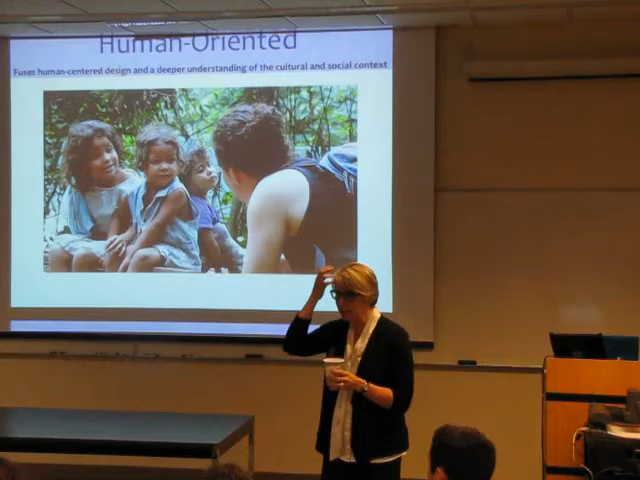 Human-Oriented
Fuses human-centered design and a deeper understanding of the cultural and social context